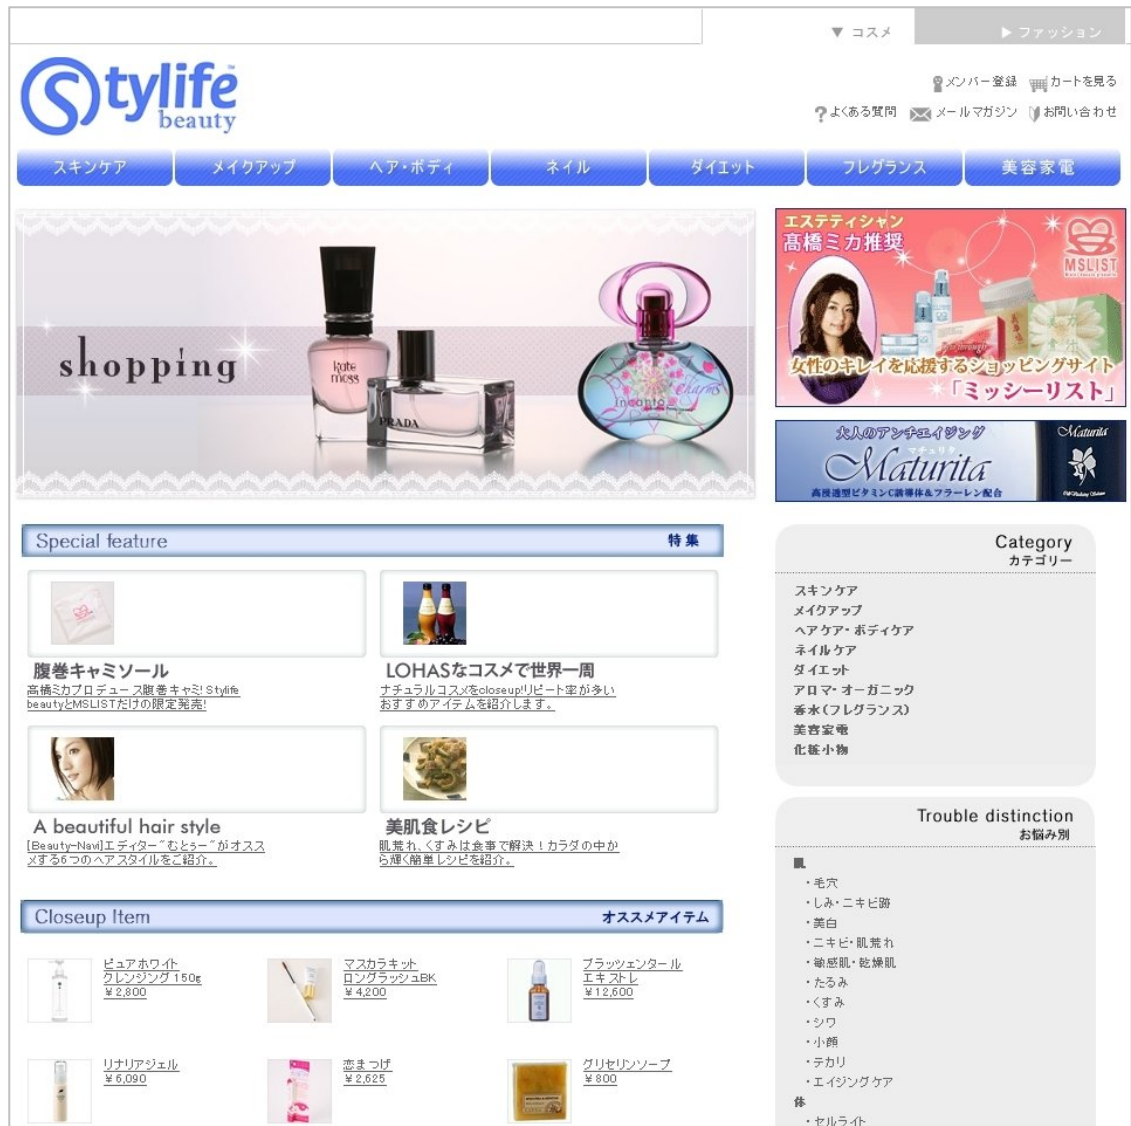 ▼ コスメ
▶ ファッション
Stylife™
beauty
メンバー登録 カートを見る
よくある質問 メールマガジン お問い合わせ
スキンケア メイクアップ ヘア・ボディ ネイル ダイエット フレグランス 美容家電
shopping
kate
moss
PRADA
Incanto
Charms
エステティシャン
髙橋ミカ推奨
MSLIST
女性のキレイを応援するショッピングサイト
「ミッシーリスト」
大人のアンチエイジング
マチュリタ
Maturita
高浸透型ビタミンC誘導体&フラーレン配合
Maturita
Special feature 特集
腹巻キャミソール
高橋ミカプロデュース腹巻キャミ! Stylife
beautyとMSLISTだけの限定発売!
LOHASなコスメで世界一周
ナチュラルコスメをcloseup!リピート率が多い
おすすめアイテムを紹介します。
A beautiful hair style
[Beauty-Navi]エディター"むとぅー"がオスス
メする6つのヘアスタイルをご紹介。
美肌食レシピ
肌荒れ、くすみは食事で解決!カラダの中か
ら輝く簡単レシピを紹介。
Closeup Item オススメアイテム
ピュアホワイト
クレンジング 150g
¥2,800
マスカラキット
ロングラッシュBK
¥4,200
プラッツェンタール
エキストレ
¥12,600
リナリアジェル
¥6,090
恋まつげ
¥2,625
グリセリンソープ
¥800
Category
カテゴリー
スキンケア
メイクアップ
ヘアケア・ボディケア
ネイルケア
ダイエット
アロマ・オーガニック
香水(フレグランス)
美容家電
化粧小物
Trouble distinction
お悩み別
肌
・毛穴
・しみ・ニキビ跡
・美白
・ニキビ・肌荒れ
・敏感肌・乾燥肌
・たるみ
・くすみ
・シワ
・小顔
・テカリ
・エイジングケア
体
・セルライト